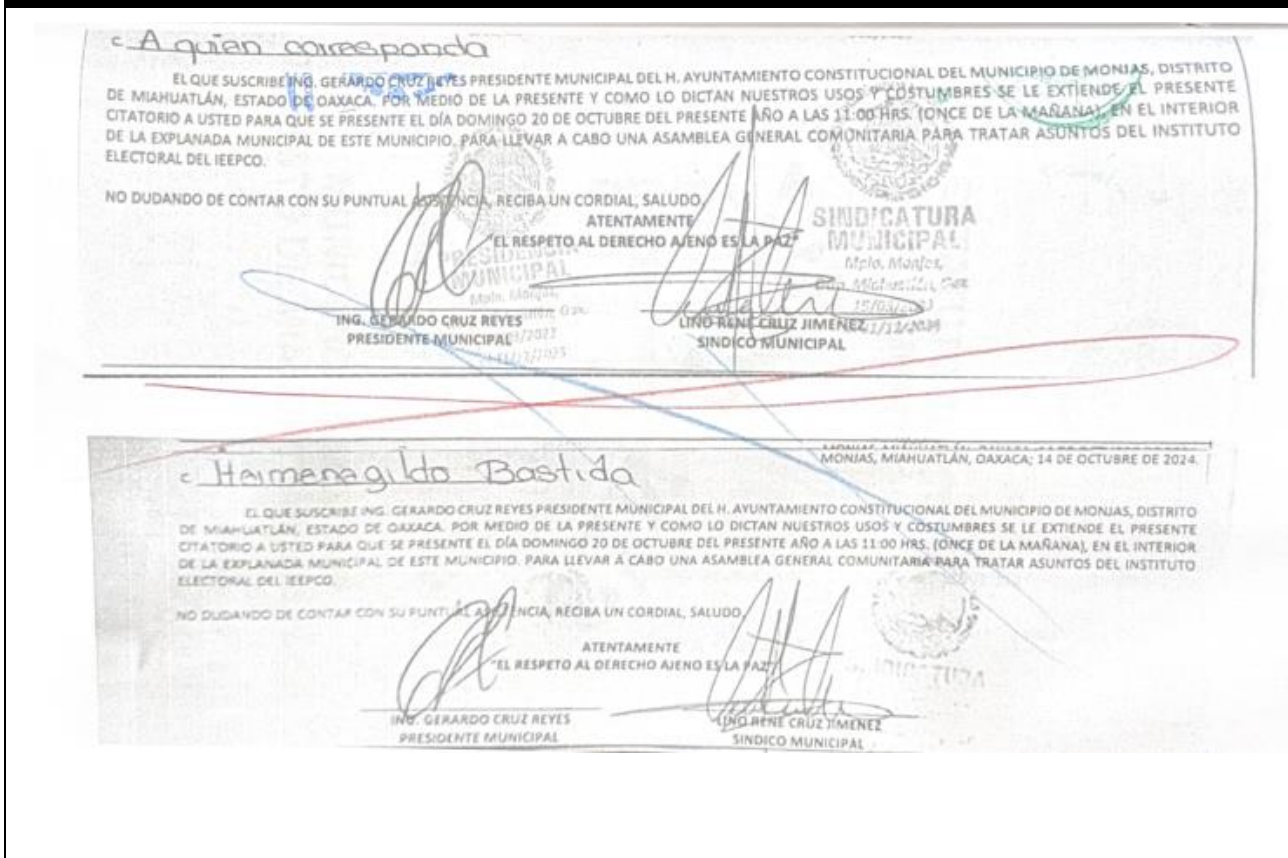 c A quien corresponda
EL QUE SUSCRIBE ING. GERARDO CRUZ REYES PRESIDENTE MUNICIPAL DEL H. AYUNTAMIENTO CONSTITUCIONAL DEL MUNICIPIO DE MONJAS, DISTRITO
DE MIAHUATLÁN, ESTADO DE OAXACA. POR MEDIO DE LA PRESENTE Y COMO LO DICTAN NUESTROS USOS Y COSTUMBRES SE LE EXTIENDE EL PRESENTE
CITATORIO A USTED PARA QUE SE PRESENTE EL DÍA DOMINGO 20 DE OCTUBRE DEL PRESENTE AÑO A LAS 11:00 HRS. (ONCE DE LA MAÑANA), EN EL INTERIOR
DE LA EXPLANADA MUNICIPAL DE ESTE MUNICIPIO. PARA LLEVAR A CABO UNA ASAMBLEA GENERAL COMUNITARIA PARA TRATAR ASUNTOS DEL INSTITUTO
ELECTORAL DEL IEEPCO.
NO DUDANDO DE CONTAR CON SU PUNTUAL ASISTENCIA, RECIBA UN CORDIAL, SALUDO.
ATENTAMENTE
"EL RESPETO AL DERECHO AJENO ES LA PAZ"
PRESIDENCIA
MUNICIPAL
Mpio. Monjas,
SINDICATURA
MUNICIPAL
Mpio. Monjas,
Dto. Miahuatlán, Oax
ING. GERARDO CRUZ REYES
PRESIDENTE MUNICIPAL
LINO RENE CRUZ JIMENEZ
SINDICO MUNICIPAL
MONJAS, MIAHUATLÁN, OAXACA; 14 DE OCTUBRE DE 2024.
c Hermenegildo Bastida
EL QUE SUSCRIBE ING. GERARDO CRUZ REYES PRESIDENTE MUNICIPAL DEL H. AYUNTAMIENTO CONSTITUCIONAL DEL MUNICIPIO DE MONJAS, DISTRITO
DE MIAHUATLÁN, ESTADO DE OAXACA. POR MEDIO DE LA PRESENTE Y COMO LO DICTAN NUESTROS USOS Y COSTUMBRES SE LE EXTIENDE EL PRESENTE
CITATORIO A USTED PARA QUE SE PRESENTE EL DÍA DOMINGO 20 DE OCTUBRE DEL PRESENTE AÑO A LAS 11:00 HRS. (ONCE DE LA MAÑANA), EN EL INTERIOR
DE LA EXPLANADA MUNICIPAL DE ESTE MUNICIPIO. PARA LLEVAR A CABO UNA ASAMBLEA GENERAL COMUNITARIA PARA TRATAR ASUNTOS DEL INSTITUTO
ELECTORAL DEL IEEPCO.
NO DUDANDO DE CONTAR CON SU PUNTUAL ASISTENCIA, RECIBA UN CORDIAL, SALUDO.
ATENTAMENTE
"EL RESPETO AL DERECHO AJENO ES LA PAZ"
SINDICATURA
ING. GERARDO CRUZ REYES
PRESIDENTE MUNICIPAL
LINO RENE CRUZ JIMENEZ
SINDICO MUNICIPAL